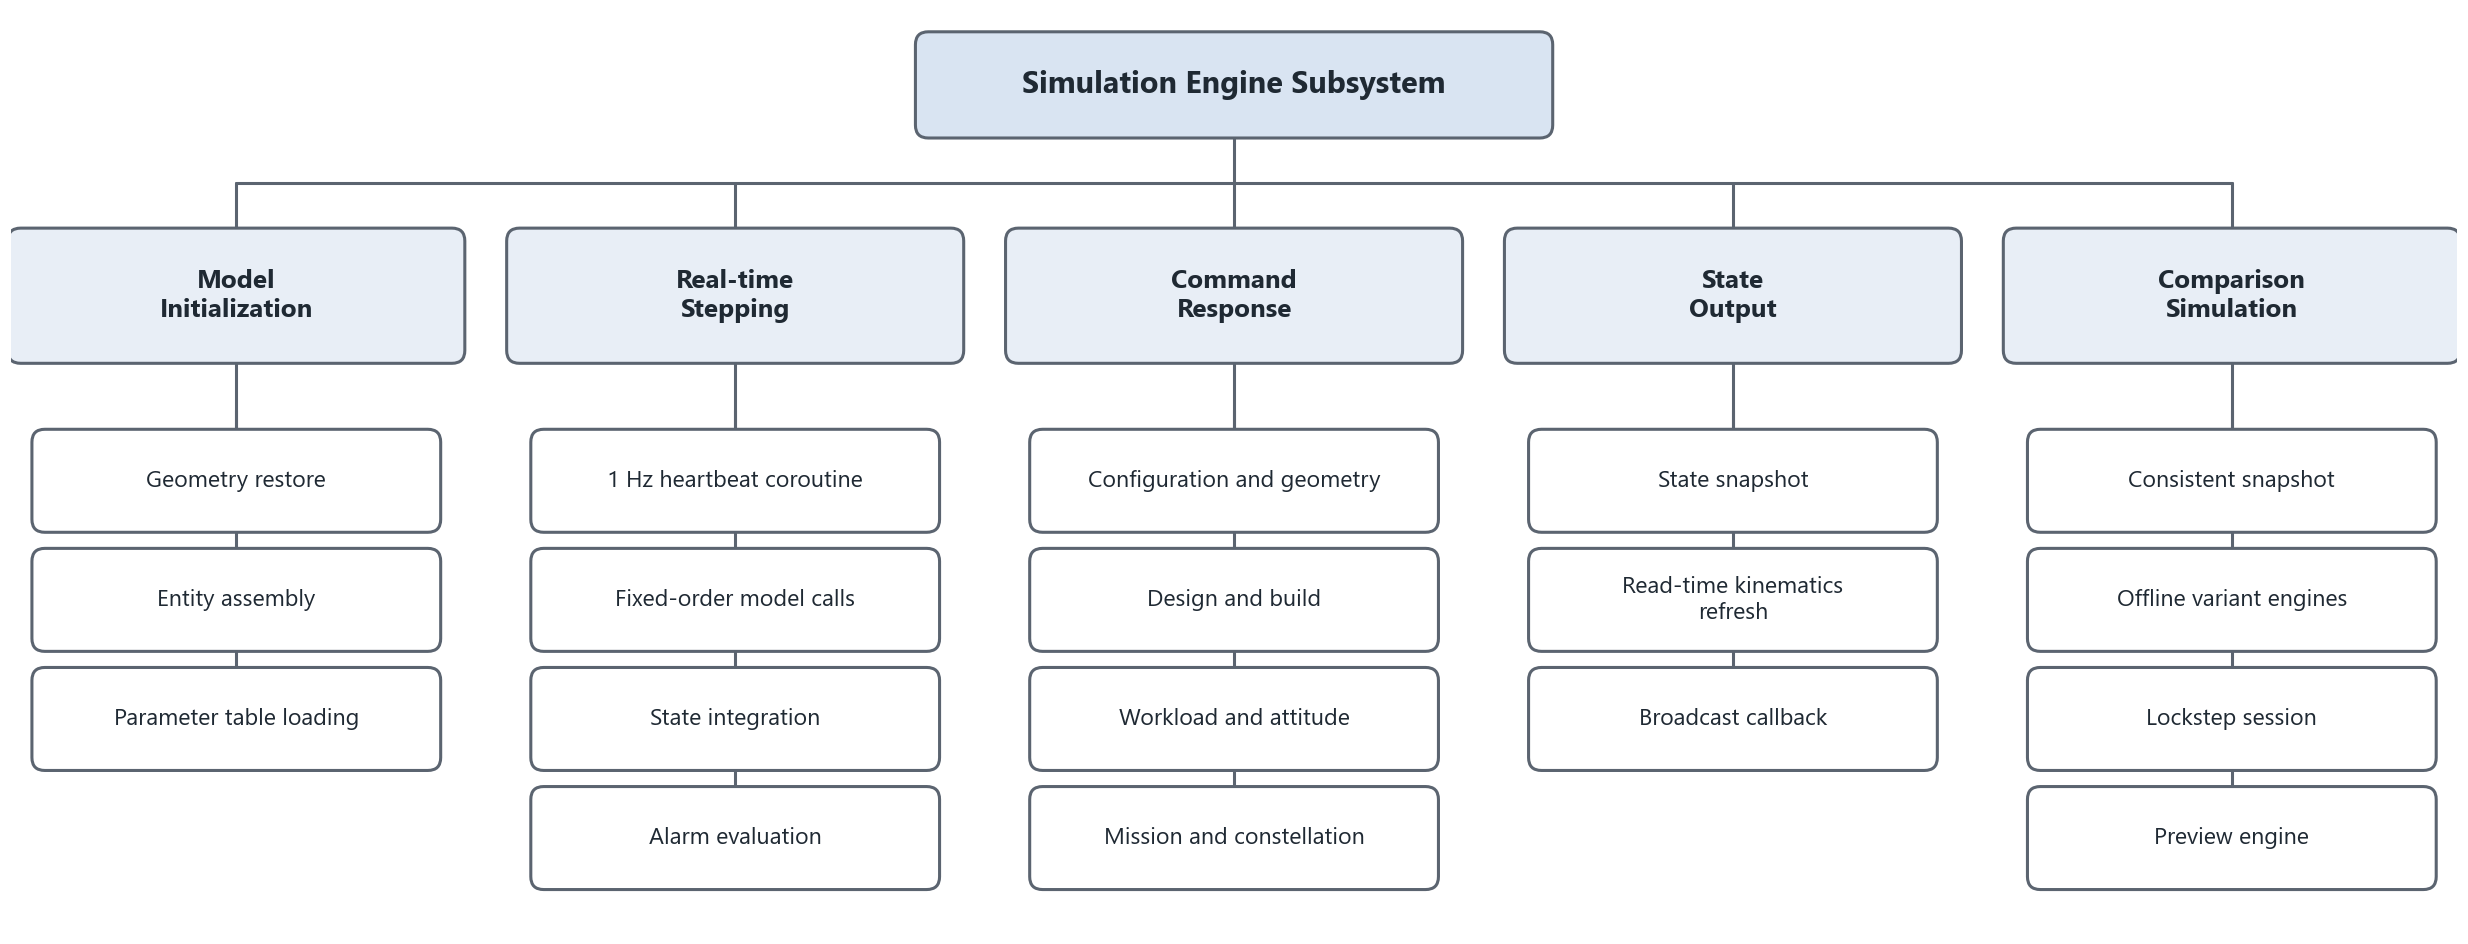 Simulation Engine Subsystem
Model
Initialization
Real-time
Stepping
Command
Response
State
Output
Comparison
Simulation
Geometry restore
Entity assembly
Parameter table loading
1 Hz heartbeat coroutine
Fixed-order model calls
State integration
Alarm evaluation
Configuration and geometry
Design and build
Workload and attitude
Mission and constellation
State snapshot
Read-time kinematics
refresh
Broadcast callback
Consistent snapshot
Offline variant engines
Lockstep session
Preview engine